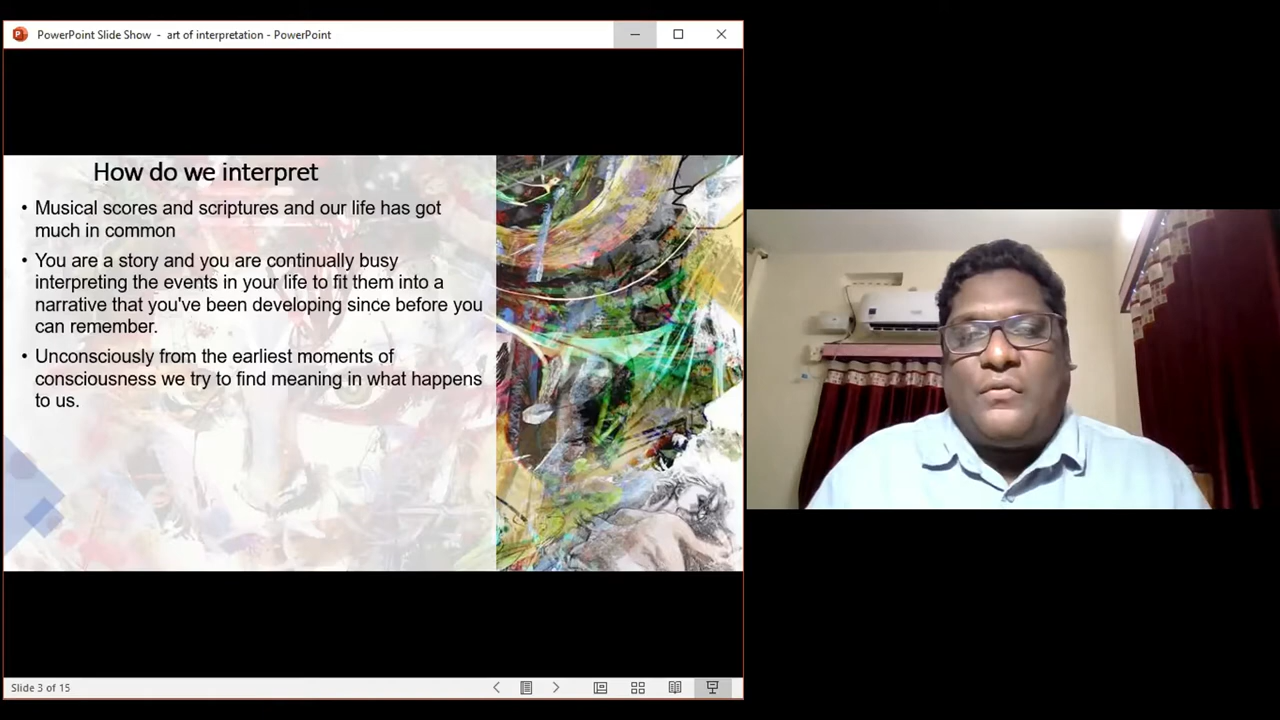 PowerPoint Slide Show - art of interpretation - PowerPoint
How do we interpret
• Musical scores and scriptures and our life has got
much in common
• You are a story and you are continually busy
interpreting the events in your life to fit them into a
narrative that you've been developing since before you
can remember.
• Unconsciously from the earliest moments of
consciousness we try to find meaning in what happens
to us.
Slide 3 of 15